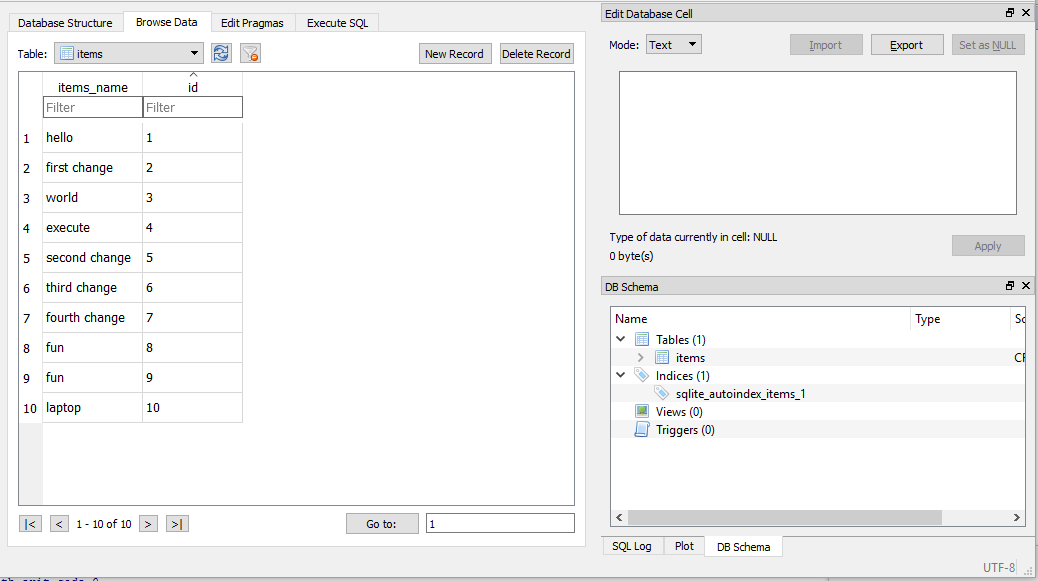 Database Structure Browse Data Edit Pragmas Execute SQL
Table: items New Record Delete Record
items_name id
Filter Filter
1 hello 1
2 first change 2
3 world 3
4 execute 4
5 second change 5
6 third change 6
7 fourth change 7
8 fun 8
9 fun 9
10 laptop 10
|< < 1 - 10 of 10 > >| Go to: 1
Edit Database Cell
Mode: Text Import Export Set as NULL
Type of data currently in cell: NULL
0 byte(s)
Apply
DB Schema
Name Type Sc
Tables (1)
items CR
Indices (1)
sqlite_autoindex_items_1
Views (0)
Triggers (0)
SQL Log Plot DB Schema
UTF-8